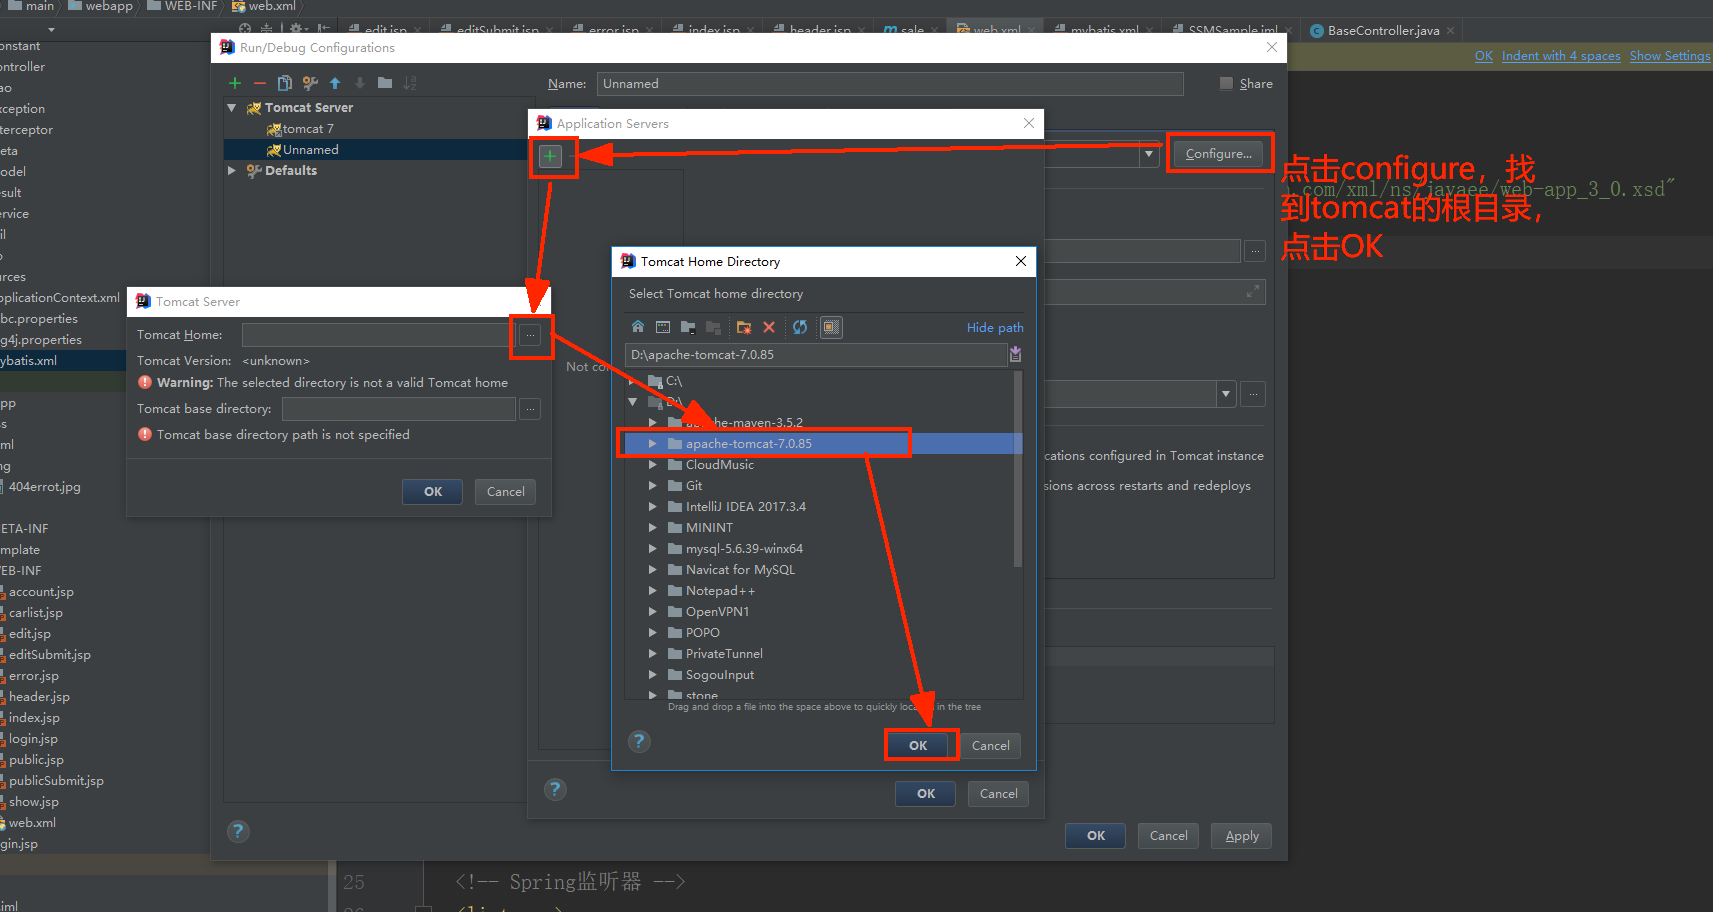 main
webapp
WEB-INF
web.xml
edit.jsp
editSubmit.jsp
error.jsp
index.jsp
header.jsp
sale
web.xml
mybatis.xml
SSMSample.iml
BaseController.java
OK
Indent with 4 spaces
Show Settings
Run/Debug Configurations
Name:
Unnamed
Share
Tomcat Server
tomcat 7
Unnamed
Defaults
Application Servers
Configure...
点击configure，找
到tomcat的根目录，
点击OK
.com/xml/ns/javaee/web-app_3_0.xsd"
Tomcat Home Directory
Select Tomcat home directory
Hide path
D:\apache-tomcat-7.0.85
C:\
D:\
apache-maven-3.5.2
apache-tomcat-7.0.85
CloudMusic
Git
IntelliJ IDEA 2017.3.4
MININT
mysql-5.6.39-winx64
Navicat for MySQL
Notepad++
OpenVPN1
POPO
PrivateTunnel
SogouInput
stone
Drag and drop a file into the space above to quickly locate it in the tree
OK
Cancel
Tomcat Server
Tomcat Home:
Tomcat Version: <unknown>
Warning: The selected directory is not a valid Tomcat home
Tomcat base directory:
Tomcat base directory path is not specified
OK
Cancel
Not con
cations configured in Tomcat instance
sions across restarts and redeploys
OK
Cancel
OK
Cancel
Apply
onstant
ontroller
ao
xception
terceptor
eta
odel
esult
ervice
il
urces
pplicationContext.xml
bc.properties
g4j.properties
ybatis.xml
pp
ss
ml
ng
404errot.jpg
ETA-INF
mplate
EB-INF
account.jsp
carlist.jsp
edit.jsp
editSubmit.jsp
error.jsp
header.jsp
index.jsp
login.jsp
public.jsp
publicSubmit.jsp
show.jsp
web.xml
gin.jsp
.iml
25
<!-- Spring监听器 -->